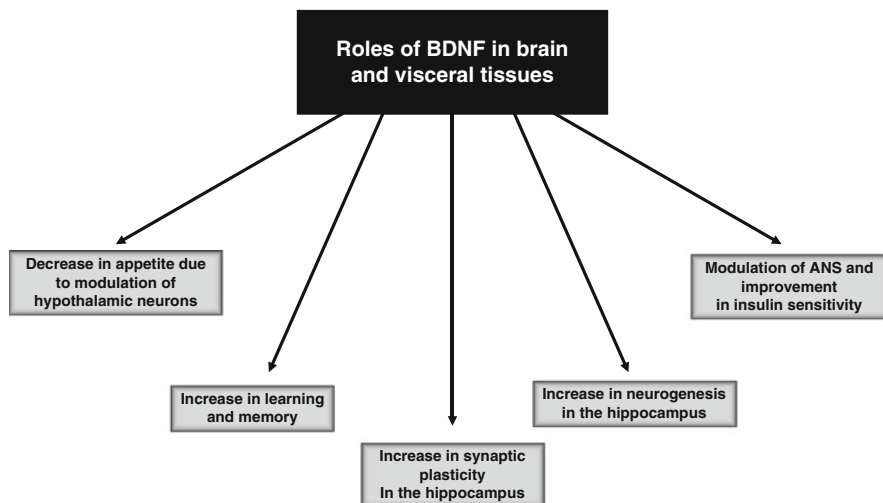 Roles of BDNF in brain
and visceral tissues
Decrease in appetite due
to modulation of
hypothalamic neurons
Modulation of ANS and
improvement
in insulin sensitivity
Increase in learning
and memory
Increase in neurogenesis
in the hippocampus
Increase in synaptic
plasticity
In the hippocampus